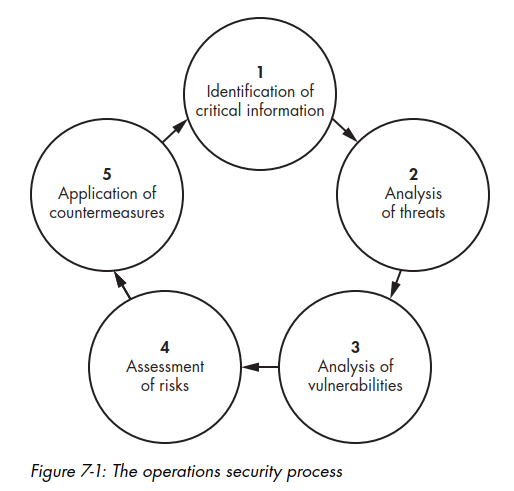 1
Identification of
critical information
2
Analysis
of threats
3
Analysis of
vulnerabilities
4
Assessment
of risks
5
Application of
countermeasures
Figure 7-1: The operations security process